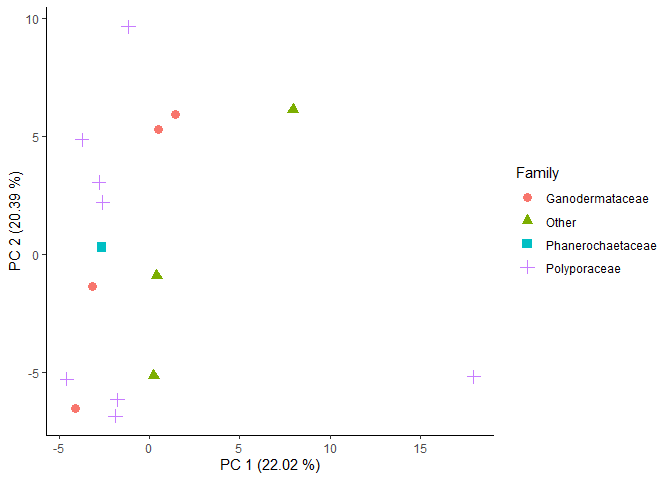 10
5
0
-5
PC 2 (20.39 %)
-5
0
5
10
15
PC 1 (22.02 %)
Family
Ganodermataceae
Other
Phanerochaetaceae
Polyporaceae